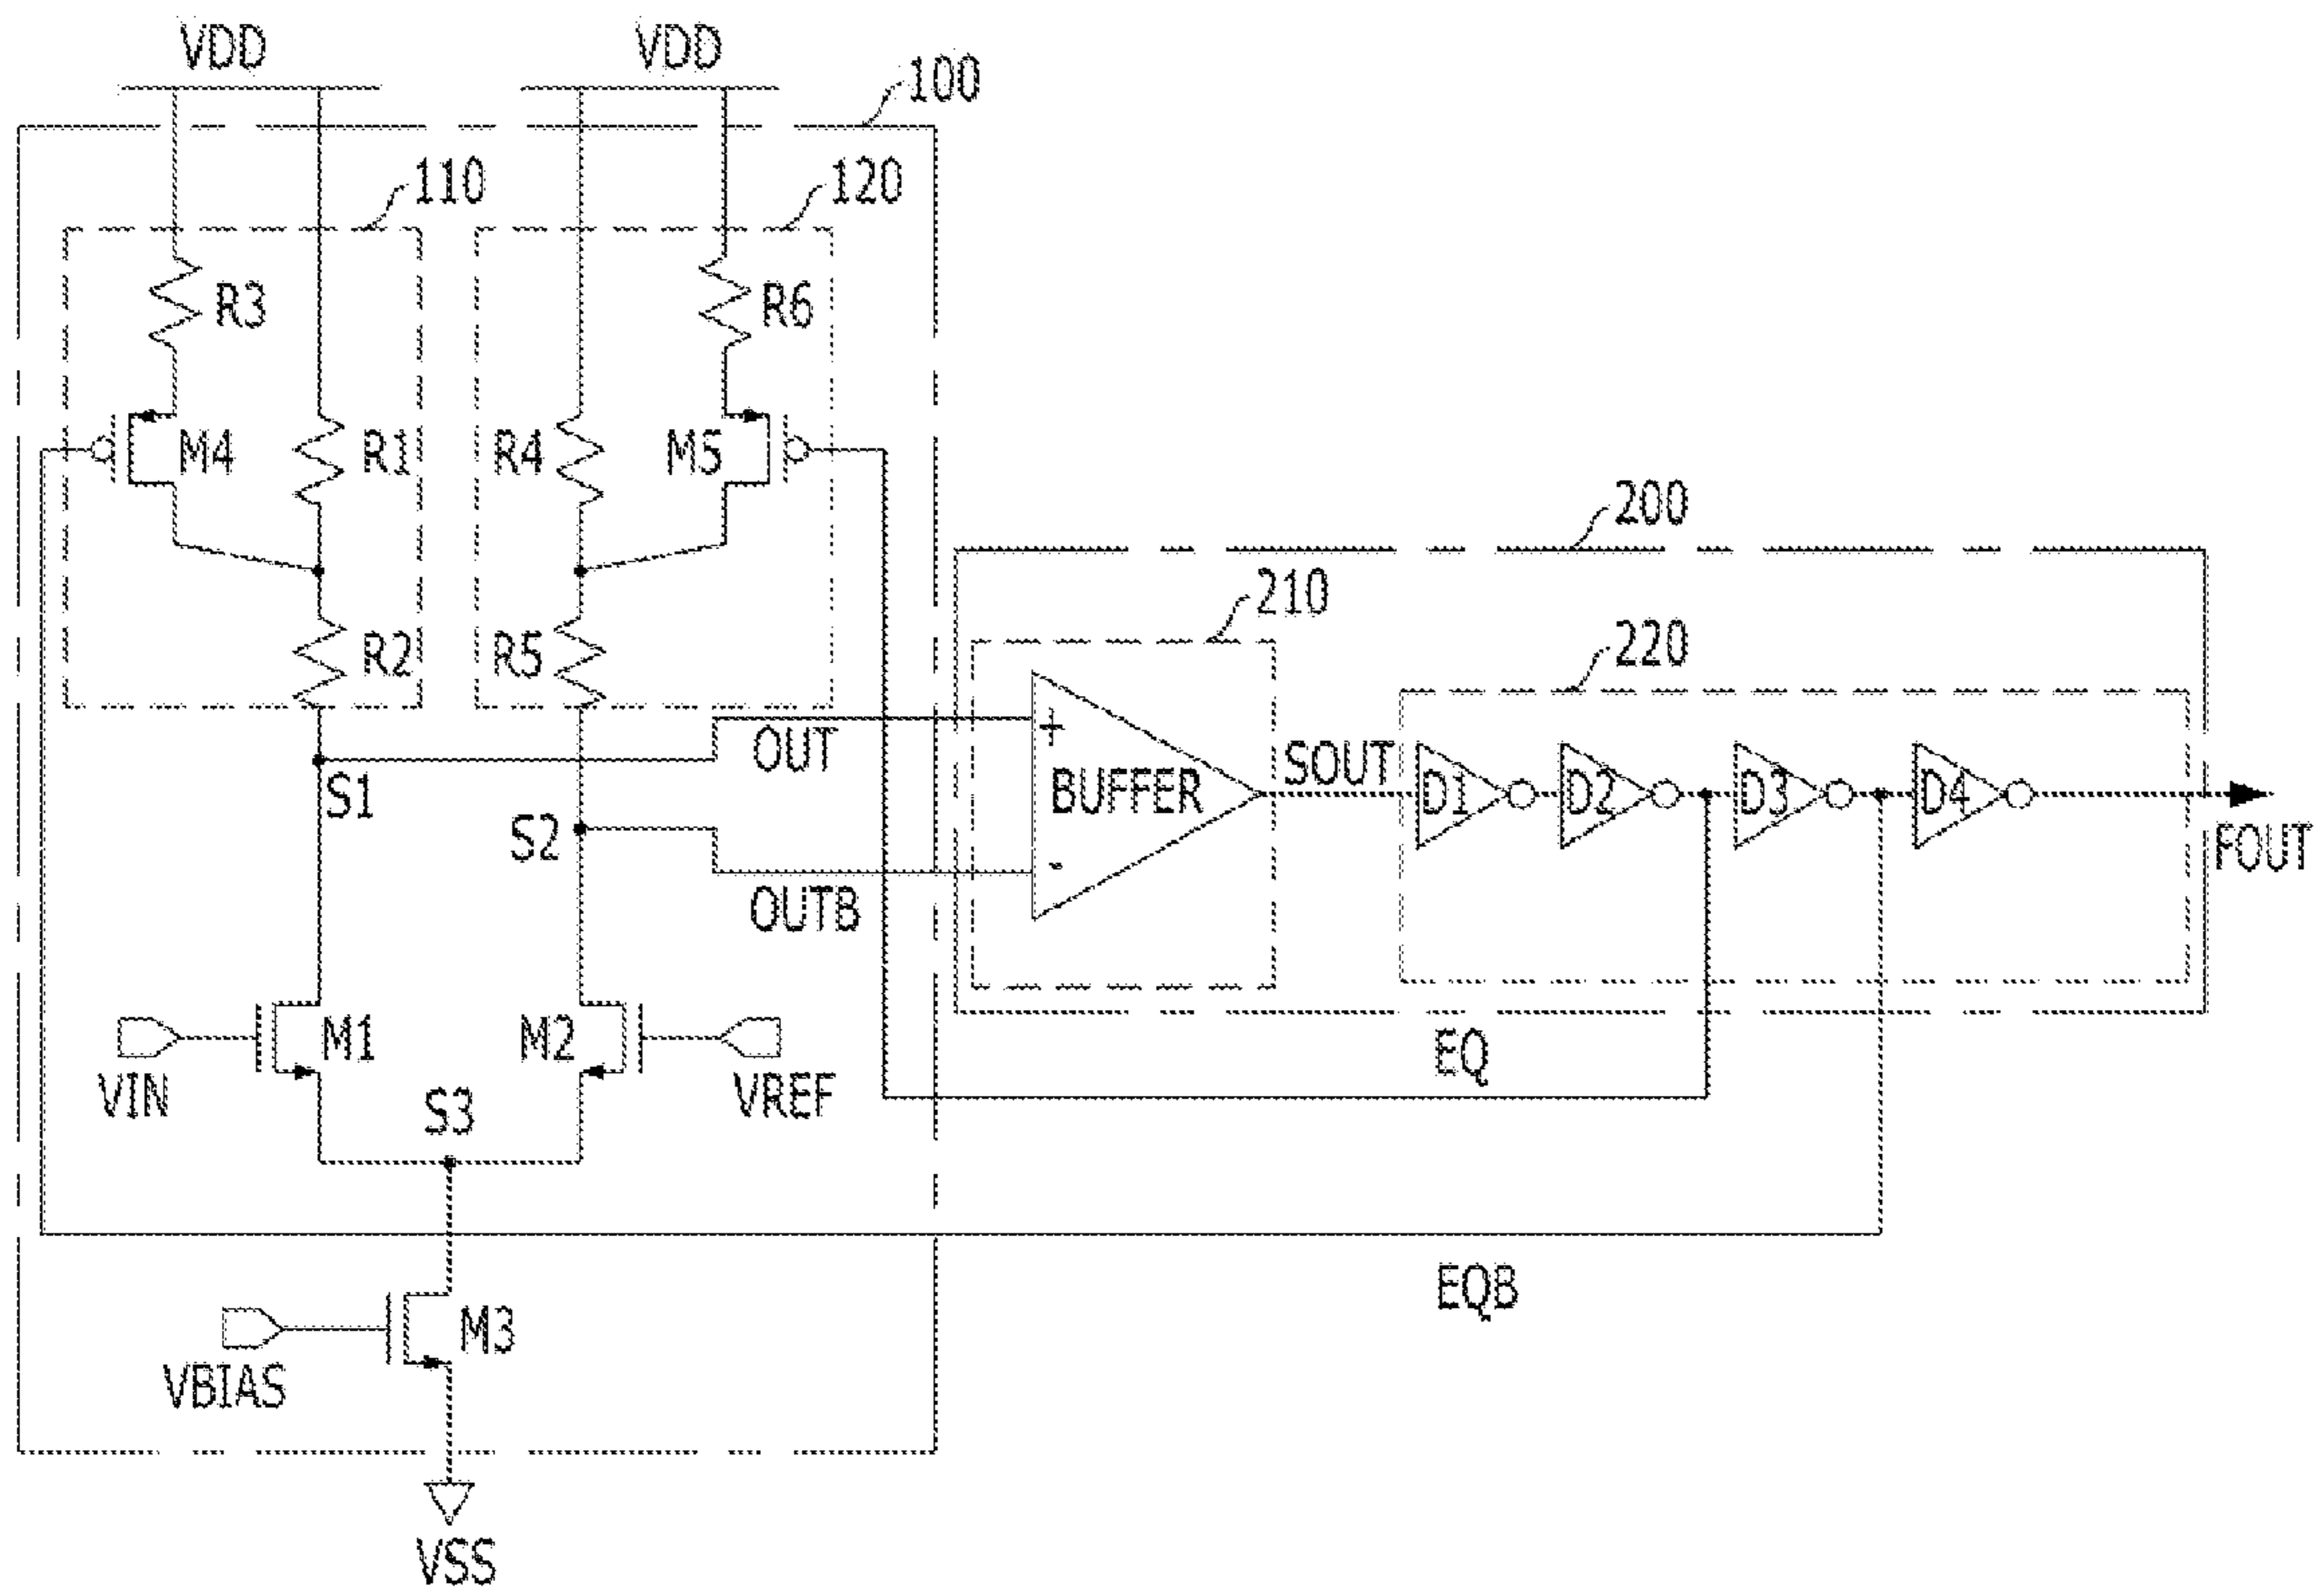 VDD
VDD
100
110
120
R3
R6
M4
R1
R4
M5
200
210
220
R2
R5
OUT
+
BUFFER
SOUT
D1
D2
D3
D4
S1
S2
-
OUTB
FOUT
M1
M2
VIN
VREF
EQ
S3
EQB
M3
VBIAS
VSS